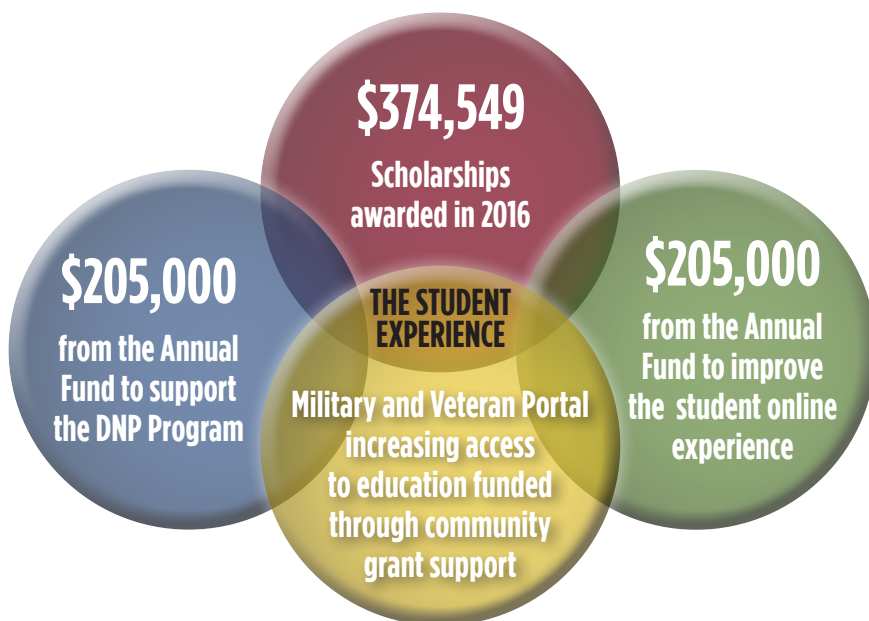 $374,549
Scholarships
awarded in 2016
$205,000
from the Annual
Fund to support
the DNP Program
$205,000
from the Annual
Fund to improve
the student online
experience
THE STUDENT
EXPERIENCE
Military and Veteran Portal
increasing access
to education funded
through community
grant support